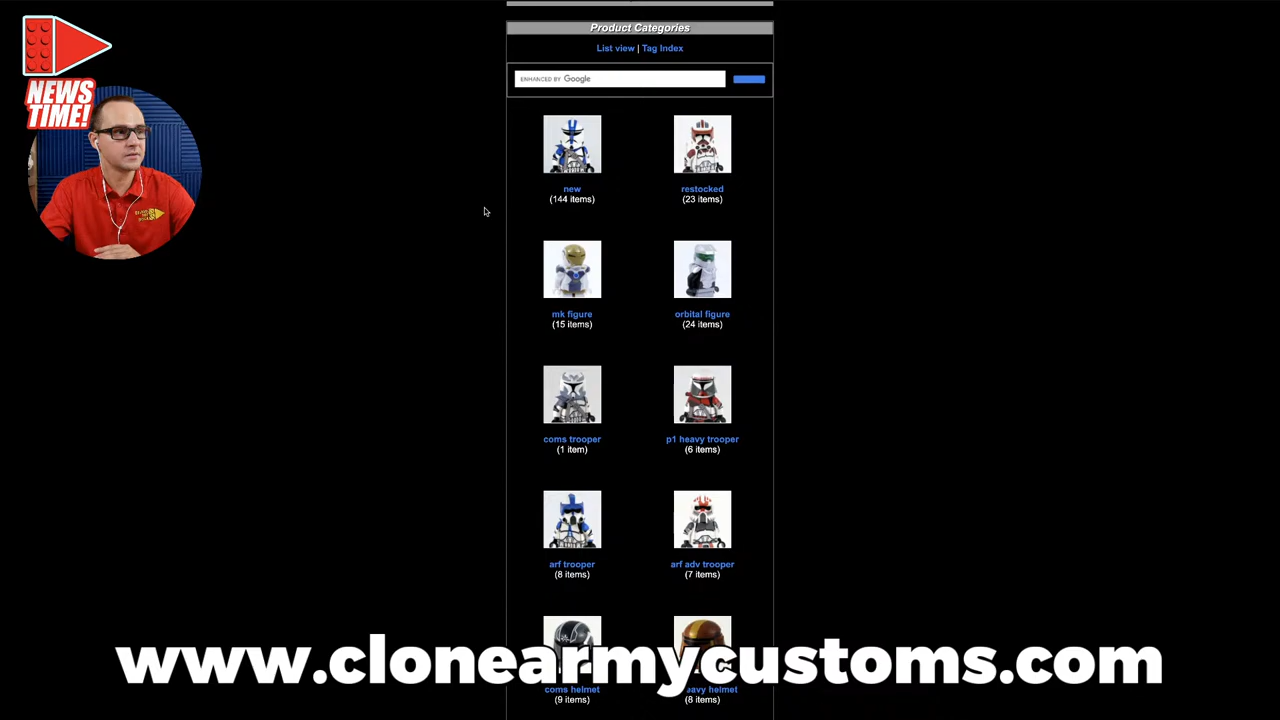 NEWS
TIME!
Product Categories
List view | Tag Index
ENHANCED BY Google
new
(144 items)
restocked
(23 items)
mk figure
(15 items)
orbital figure
(24 items)
coms trooper
(1 item)
p1 heavy trooper
(6 items)
arf trooper
(8 items)
arf adv trooper
(7 items)
www.clonearmycustoms.com
coms helmet
(9 items)
heavy helmet
(8 items)